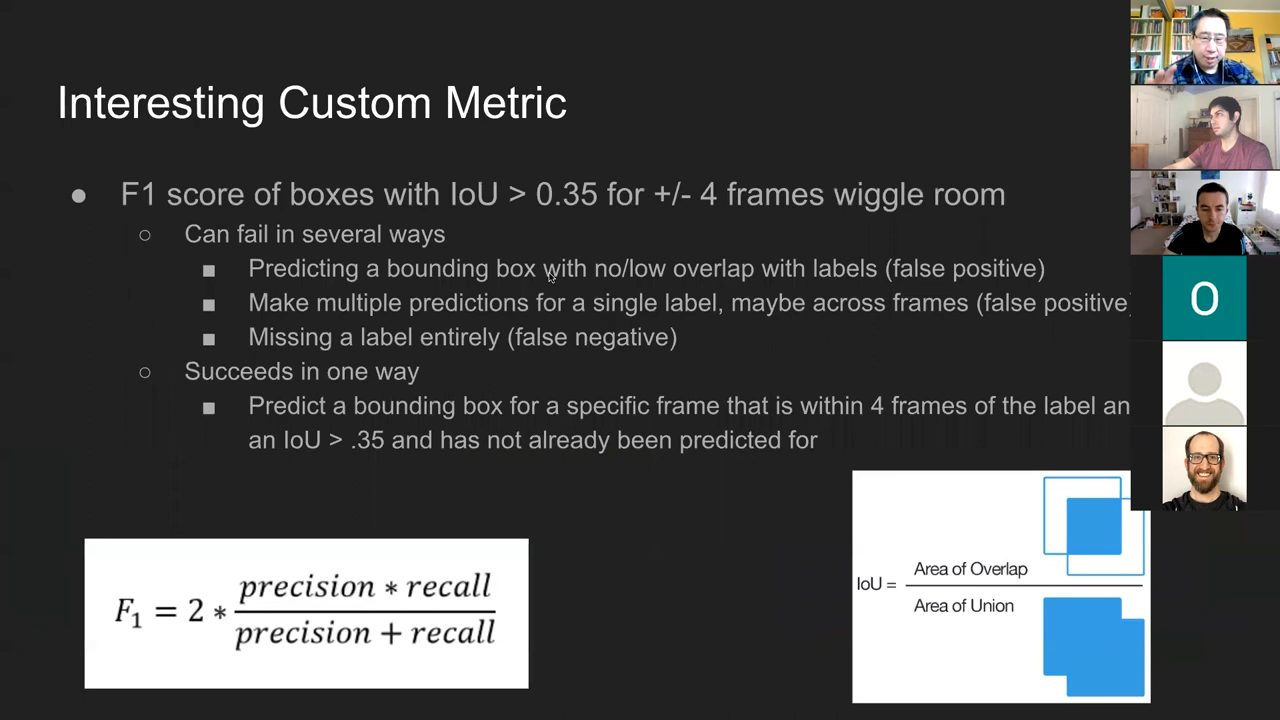 Interesting Custom Metric
● F1 score of boxes with IoU > 0.35 for +/- 4 frames wiggle room
○ Can fail in several ways
■ Predicting a bounding box with no/low overlap with labels (false positive)
■ Make multiple predictions for a single label, maybe across frames (false positive)
■ Missing a label entirely (false negative)
○ Succeeds in one way
■ Predict a bounding box for a specific frame that is within 4 frames of the label an
an IoU > .35 and has not already been predicted for
F₁ = 2 * precision * recall / precision + recall
IoU = Area of Overlap / Area of Union
O